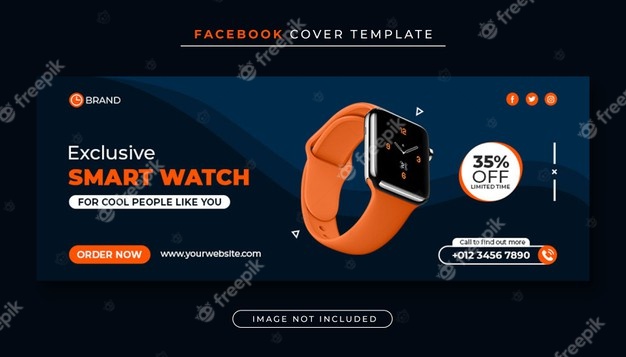 FACEBOOK COVER TEMPLATE
BRAND
Exclusive
SMART WATCH
FOR COOL PEOPLE LIKE YOU
ORDER NOW
www.yourwebsite.com
35%
OFF
LIMITED TIME
Call to find out more
+012 3456 7890
IMAGE NOT INCLUDED
freepik